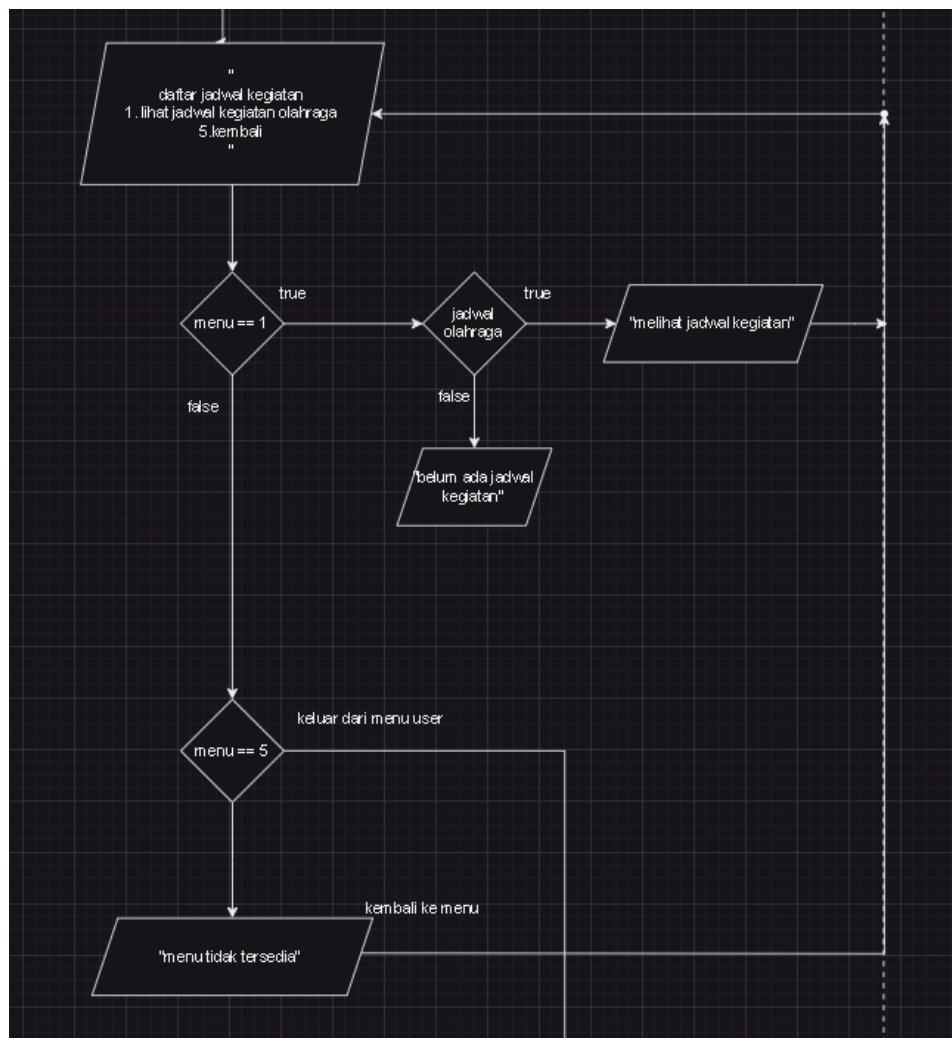 "
daftar jadwal kegiatan
1. lihat jadwal kegiatan olahraga
5.kembali
"
menu == 1
true
jadwal
olahraga
true
"melihat jadwal kegiatan"
false
false
"belum ada jadwal
kegiatan"
keluar dari menu user
menu == 5
kembali ke menu
"menu tidak tersedia"